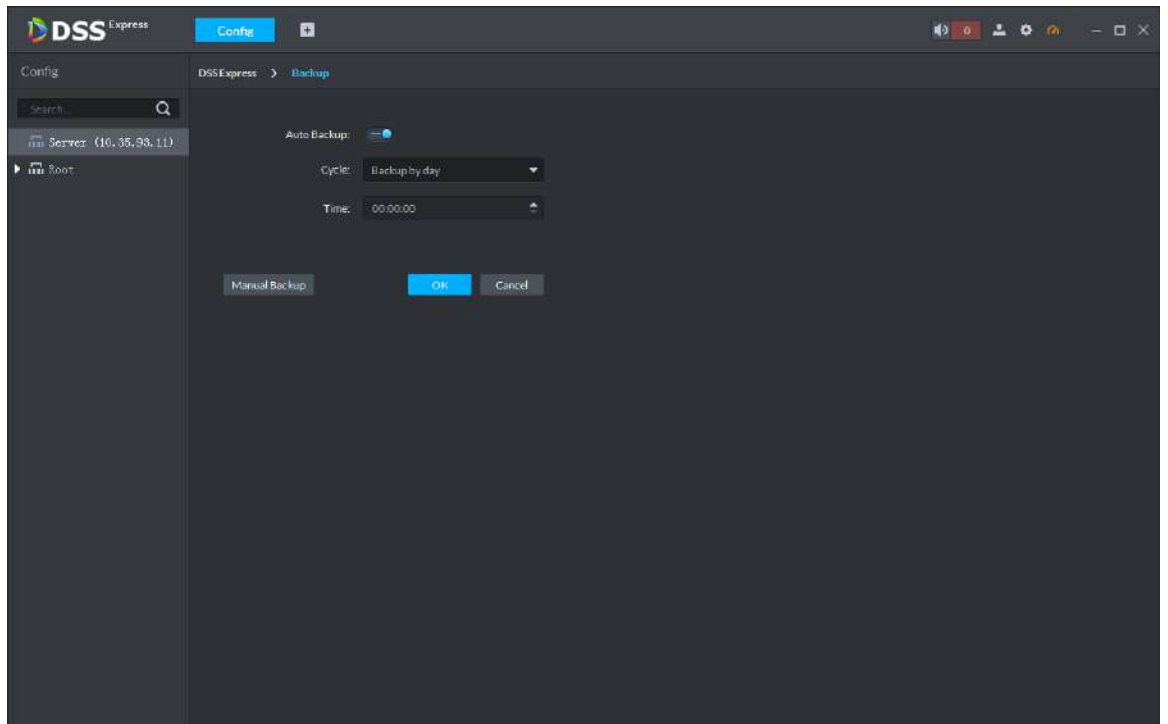 DSS Express
Config
0
Config
DSSExpress > Backup
Search...
Server (10.35.93.11)
Root
Auto Backup:
Cycle: Backup by day
Time: 00:00:00
Manual Backup
OK
Cancel